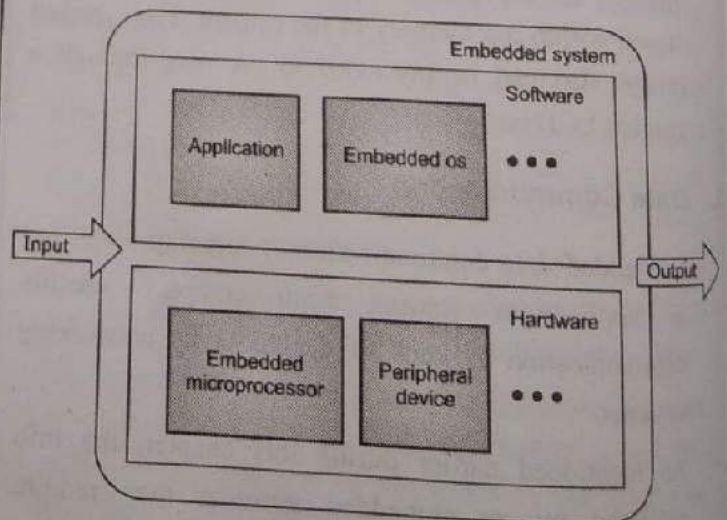 Embedded system
Software
Application
Embedded os
Input
Output
Hardware
Embedded
microprocessor
Peripheral
device